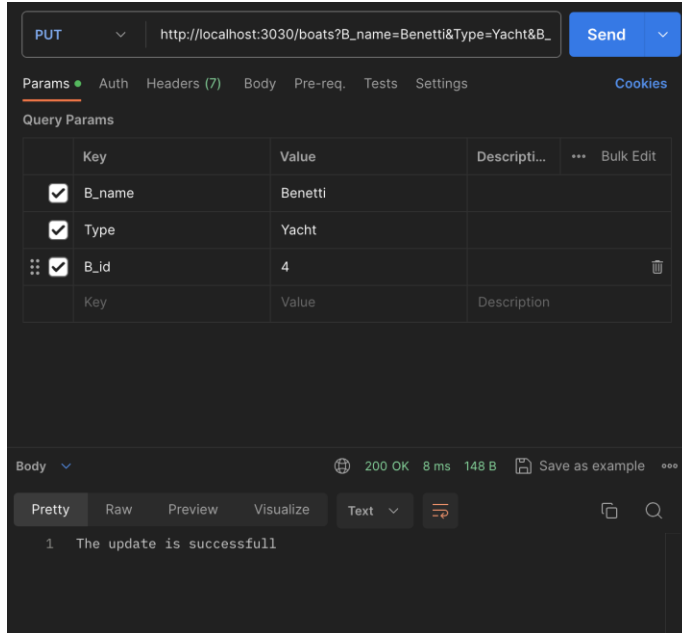 PUT http://localhost:3030/boats?B_name=Benetti&Type=Yacht&B_ Send
Params Auth Headers (7) Body Pre-req. Tests Settings Cookies
Query Params
Key Value Descripti... Bulk Edit
B_name Benetti
Type Yacht
B_id 4
Key Value Description
Body 200 OK 8 ms 148 B Save as example
Pretty Raw Preview Visualize Text
1 The update is successfull